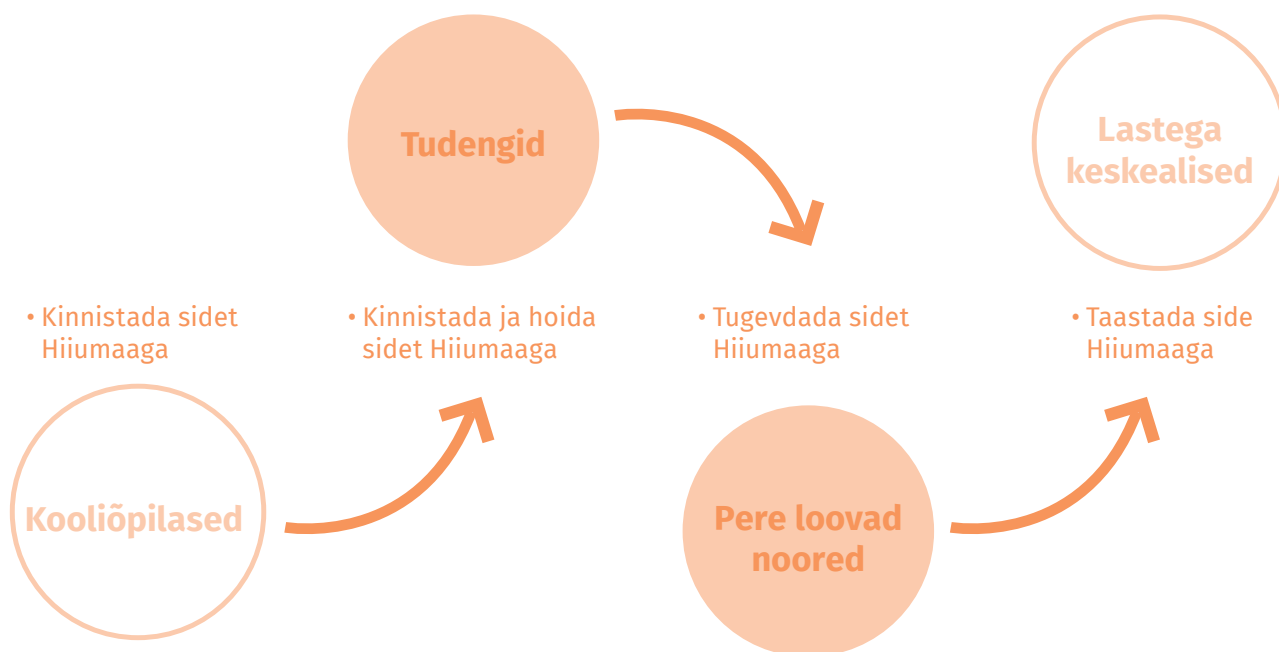 Tudengid
Lastega
keskealised
• Kinnistada sidet
Hiiumaaga
• Kinnistada ja hoida
sidet Hiiumaaga
• Tugevdada sidet
Hiiumaaga
• Taastada side
Hiiumaaga
Kooliõpilased
Pere loovad
noored